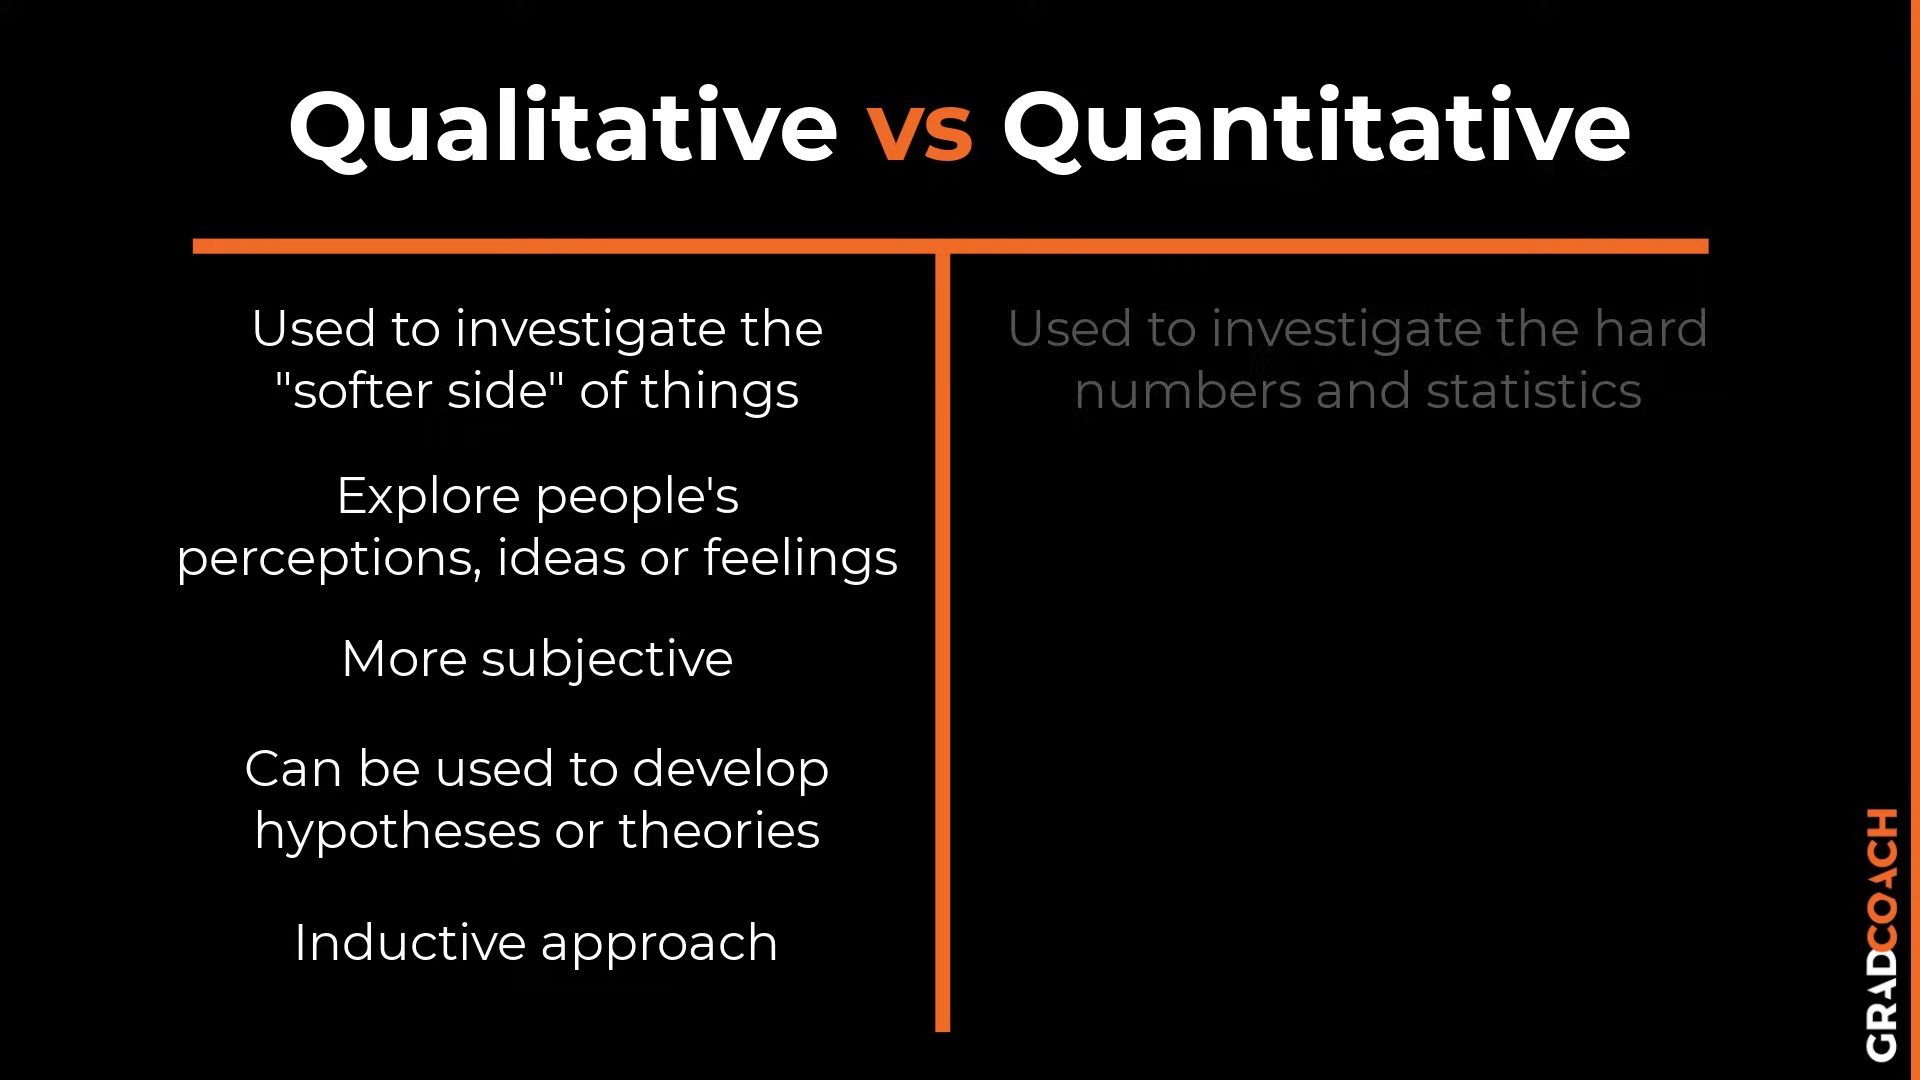 Qualitative vs Quantitative
Used to investigate the
"softer side" of things
Explore people's
perceptions, ideas or feelings
More subjective
Can be used to develop
hypotheses or theories
Inductive approach
Used to investigate the hard
numbers and statistics
GRADCOACH